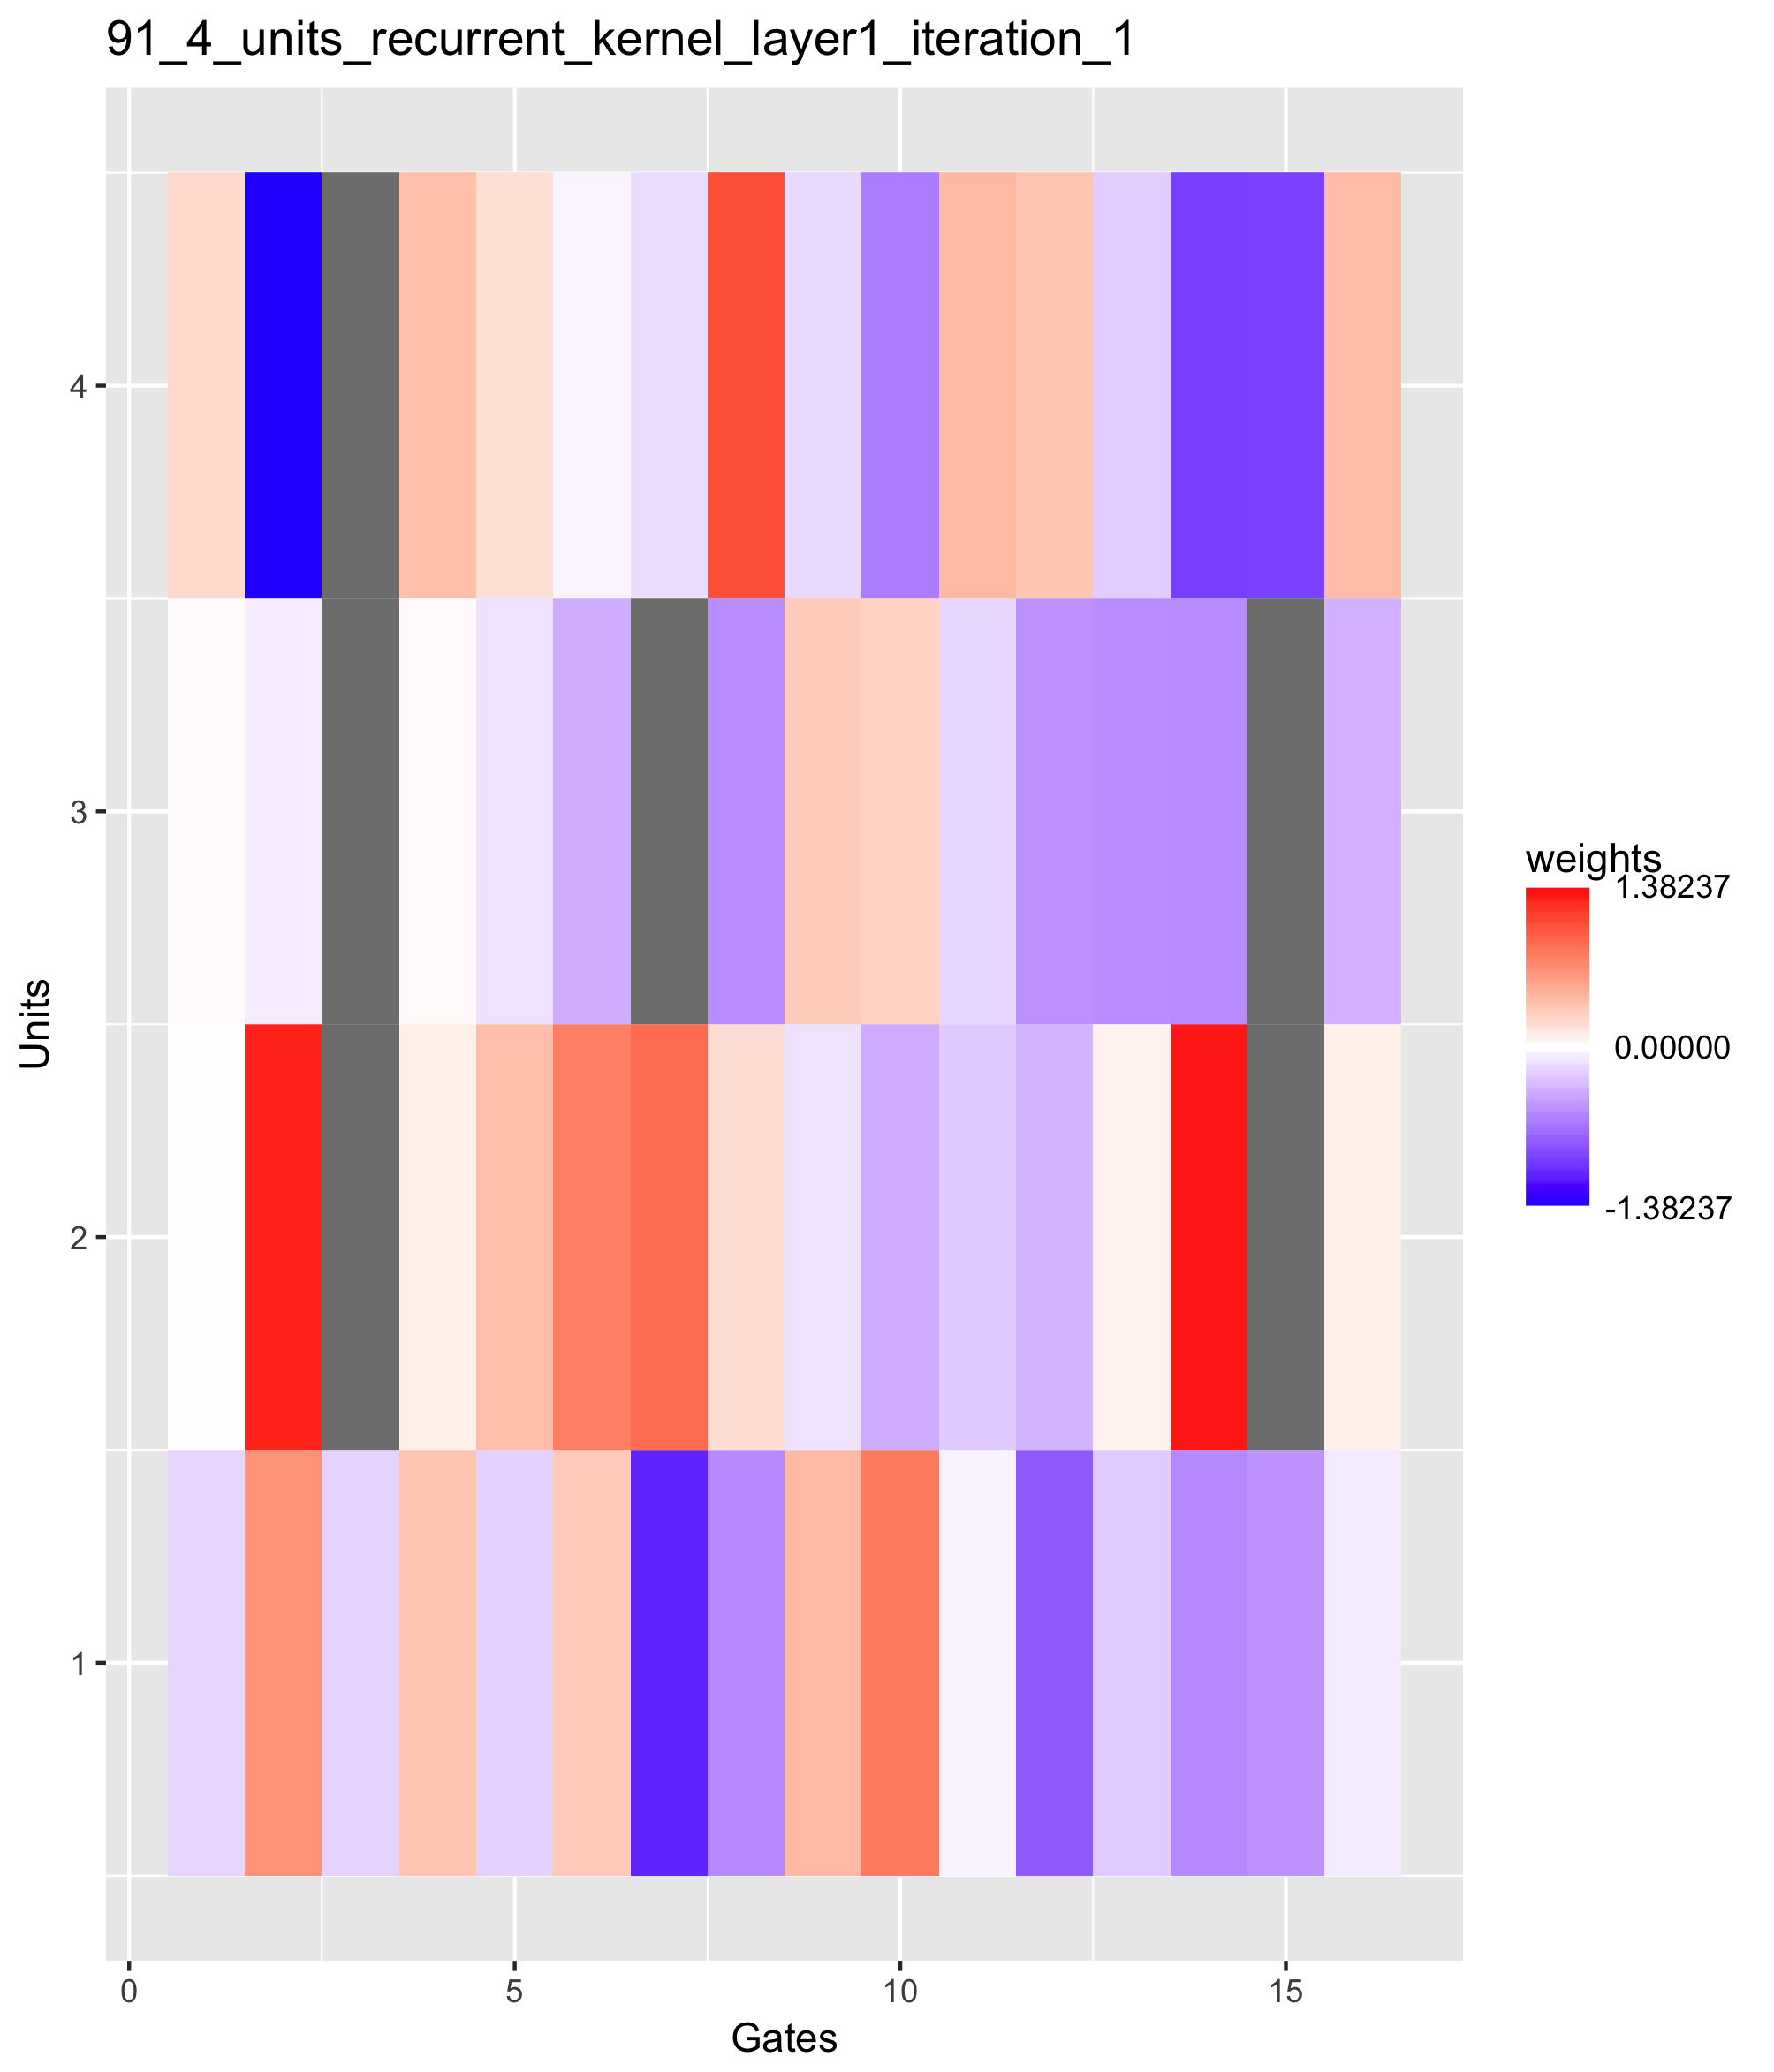 91_4_units_recurrent_kernel_layer1_iteration_1
4
3
2
1
Units
0 5 10 15
Gates
weights
1.38237
0.00000
-1.38237